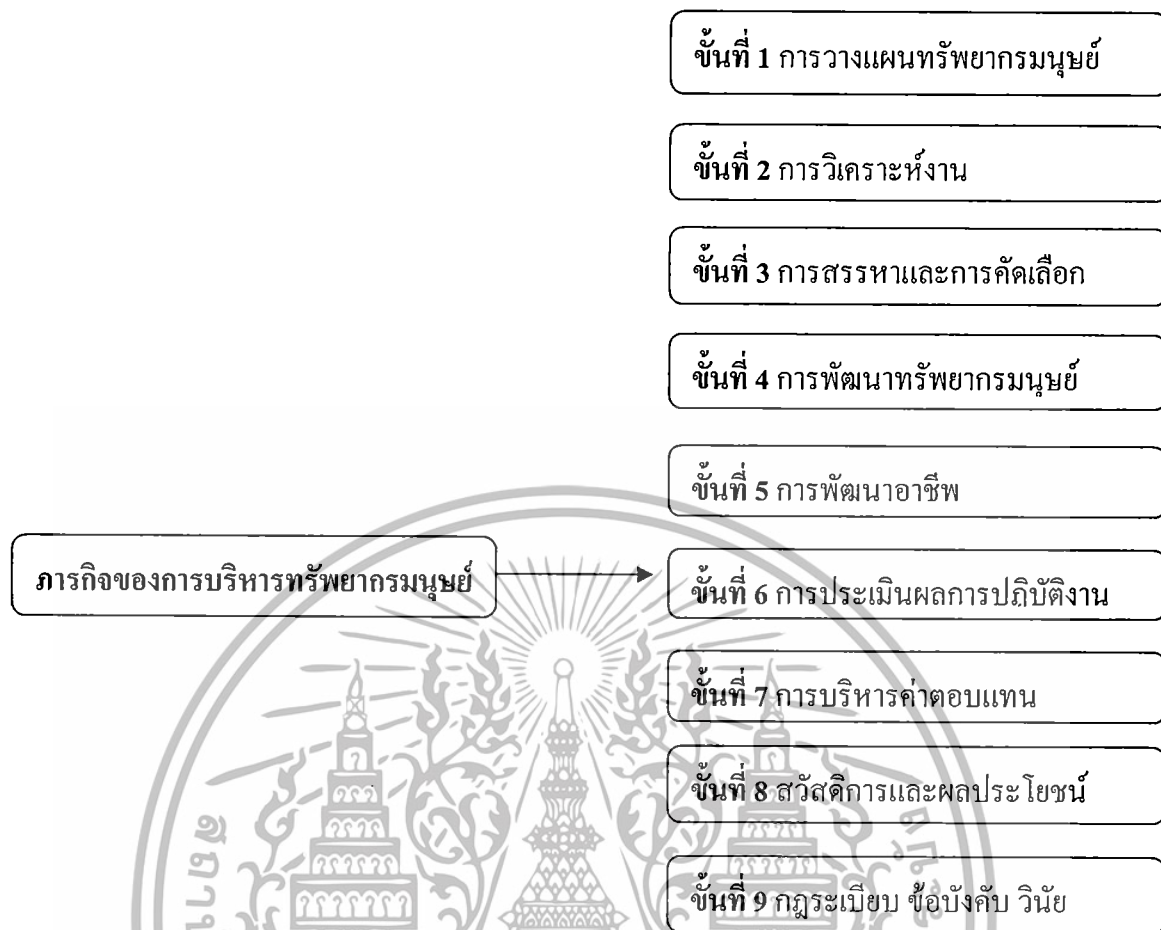 ขั้นที่ 1 การวางแผนทรัพยากรมนุษย์
ขั้นที่ 2 การวิเคราะห์งาน
ขั้นที่ 3 การสรรหาและการคัดเลือก
ขั้นที่ 4 การพัฒนาทรัพยากรมนุษย์
ขั้นที่ 5 การพัฒนาอาชีพ
ภารกิจของการบริหารทรัพยากรมนุษย์
ขั้นที่ 6 การประเมินผลการปฏิบัติงาน
ขั้นที่ 7 การบริหารค่าตอบแทน
ขั้นที่ 8 สวัสดิการและผลประโยชน์
ขั้นที่ 9 กฎระเบียบ ข้อบังคับ วินัย